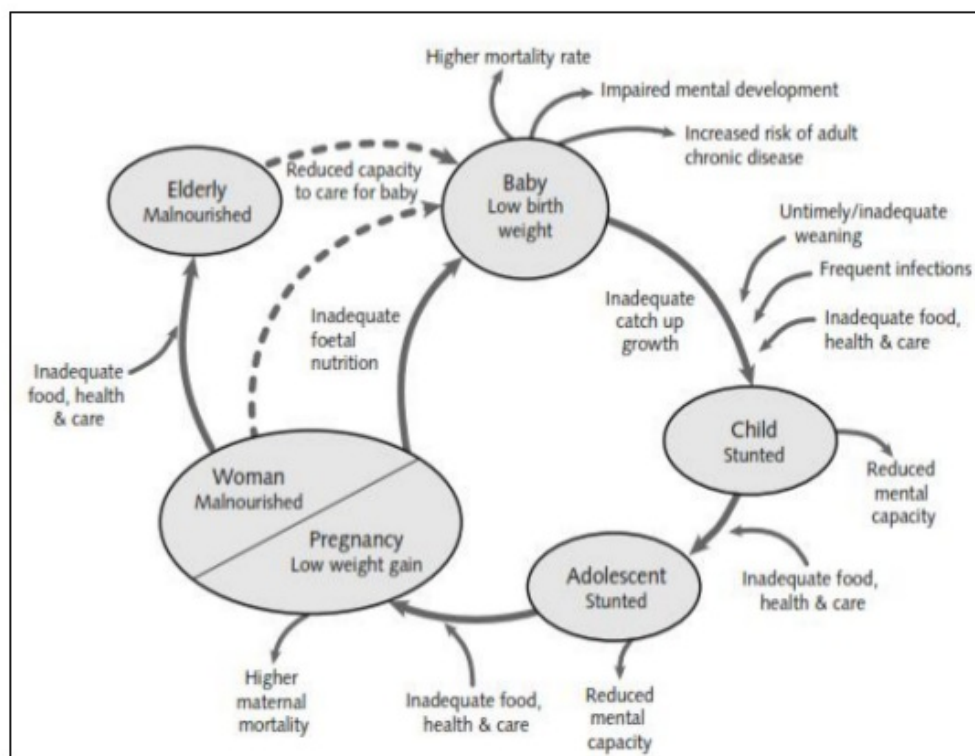 Higher mortality rate
Impaired mental development
Increased risk of adult
chronic disease
Elderly
Malnourished
Reduced capacity
to care for baby
Baby
Low birth
weight
Untimely/inadequate
weaning
Frequent infections
Inadequate food,
health & care
Inadequate
catch up
growth
Inadequate
foetal
nutrition
Inadequate
food, health
& care
Child
Stunted
Reduced
mental
capacity
Woman
Malnourished
Pregnancy
Low weight gain
Adolescent
Stunted
Inadequate food,
health & care
Higher
maternal
mortality
Inadequate food,
health & care
Reduced
mental
capacity